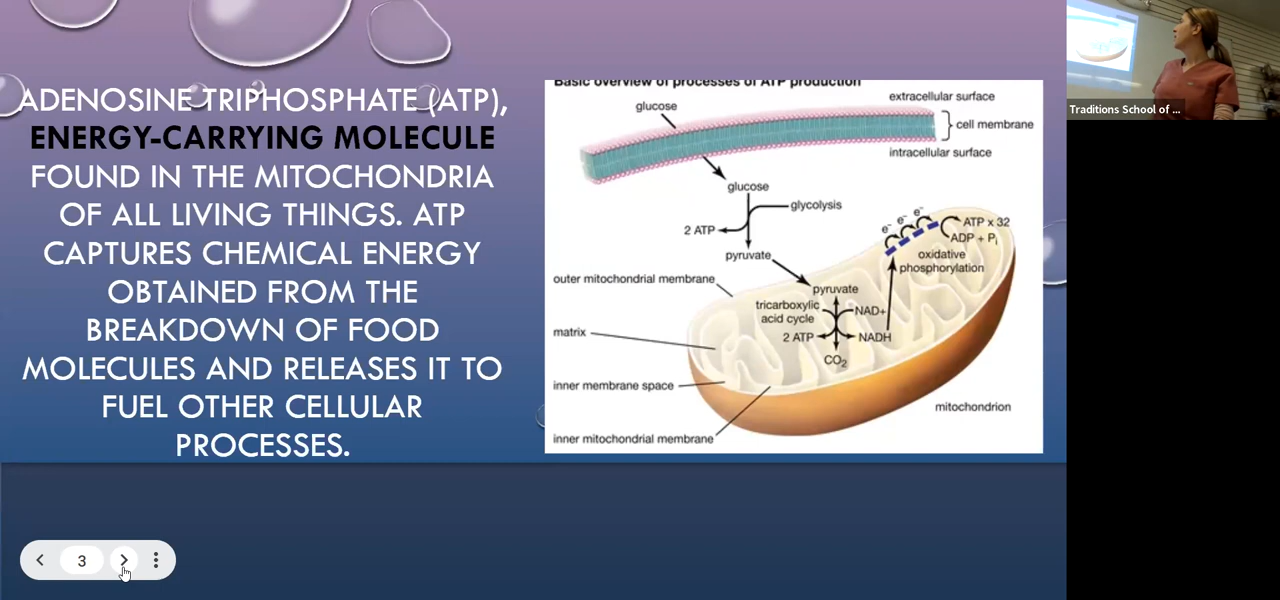 ADENOSINE TRIPHOSPHATE (ATP),
ENERGY-CARRYING MOLECULE
FOUND IN THE MITOCHONDRIA
OF ALL LIVING THINGS. ATP
CAPTURES CHEMICAL ENERGY
OBTAINED FROM THE
BREAKDOWN OF FOOD
MOLECULES AND RELEASES IT TO
FUEL OTHER CELLULAR
PROCESSES.
Basic overview of processes of ATP production
glucose
extracellular surface
cell membrane
intracellular surface
glucose
glycolysis
2 ATP
pyruvate
e⁻ e⁻ e⁻
ATP x 32
ADP + Pi
oxidative
phosphorylation
outer mitochondrial membrane
pyruvate
tricarboxylic
acid cycle
NAD+
matrix
2 ATP
NADH
CO₂
inner membrane space
mitochondrion
inner mitochondrial membrane
3
Traditions School of ...